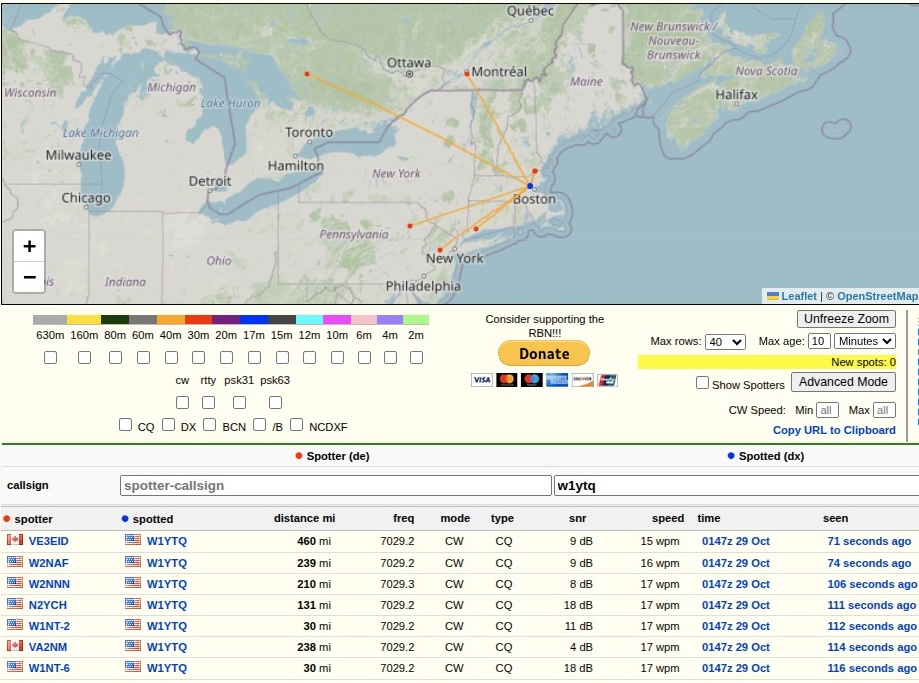 Québec
New Brunswick /
Nouveau-
Brunswick
Ottawa
Montréal
Maine
Nova Scotia
Halifax
Wisconsin
Michigan
Lake Huron
Toronto
Lake Michigan
Milwaukee
Hamilton
New York
Detroit
Chicago
Boston
Pennsylvania
+
−
Ohio
New York
Indiana
Philadelphia
Leaflet | © OpenStreetMap
630m 160m 80m 60m 40m 30m 20m 17m 15m 12m 10m 6m 4m 2m
cw rtty psk31 psk63
CQ DX BCN /B NCDXF
Consider supporting the
RBN!!!
Donate
VISA
Unfreeze Zoom
Max rows: 40 Max age: 10 Minutes
New spots: 0
Show Spotters Advanced Mode
CW Speed: Min all Max all
Copy URL to Clipboard
Spotter (de) Spotted (dx)
callsign spotter-callsign w1ytq
spotter spotted distance mi freq mode type snr speed time seen
VE3EID W1YTQ 460 mi 7029.2 CW CQ 9 dB 15 wpm 0147z 29 Oct 71 seconds ago
W2NAF W1YTQ 239 mi 7029.2 CW CQ 9 dB 16 wpm 0147z 29 Oct 74 seconds ago
W2NNN W1YTQ 210 mi 7029.3 CW CQ 8 dB 17 wpm 0147z 29 Oct 106 seconds ago
N2YCH W1YTQ 131 mi 7029.2 CW CQ 18 dB 17 wpm 0147z 29 Oct 111 seconds ago
W1NT-2 W1YTQ 30 mi 7029.2 CW CQ 11 dB 17 wpm 0147z 29 Oct 112 seconds ago
VA2NM W1YTQ 238 mi 7029.2 CW CQ 4 dB 17 wpm 0147z 29 Oct 114 seconds ago
W1NT-6 W1YTQ 30 mi 7029.2 CW CQ 18 dB 17 wpm 0147z 29 Oct 116 seconds ago